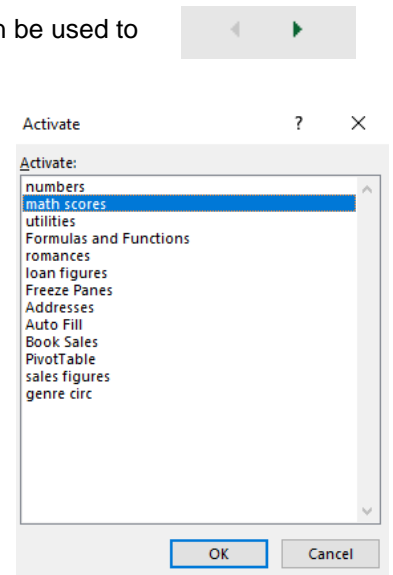 be used to
Activate ? ×
Activate:
numbers
math scores
utilities
Formulas and Functions
romances
loan figures
Freeze Panes
Addresses
Auto Fill
Book Sales
PivotTable
sales figures
genre circ
OK Cancel